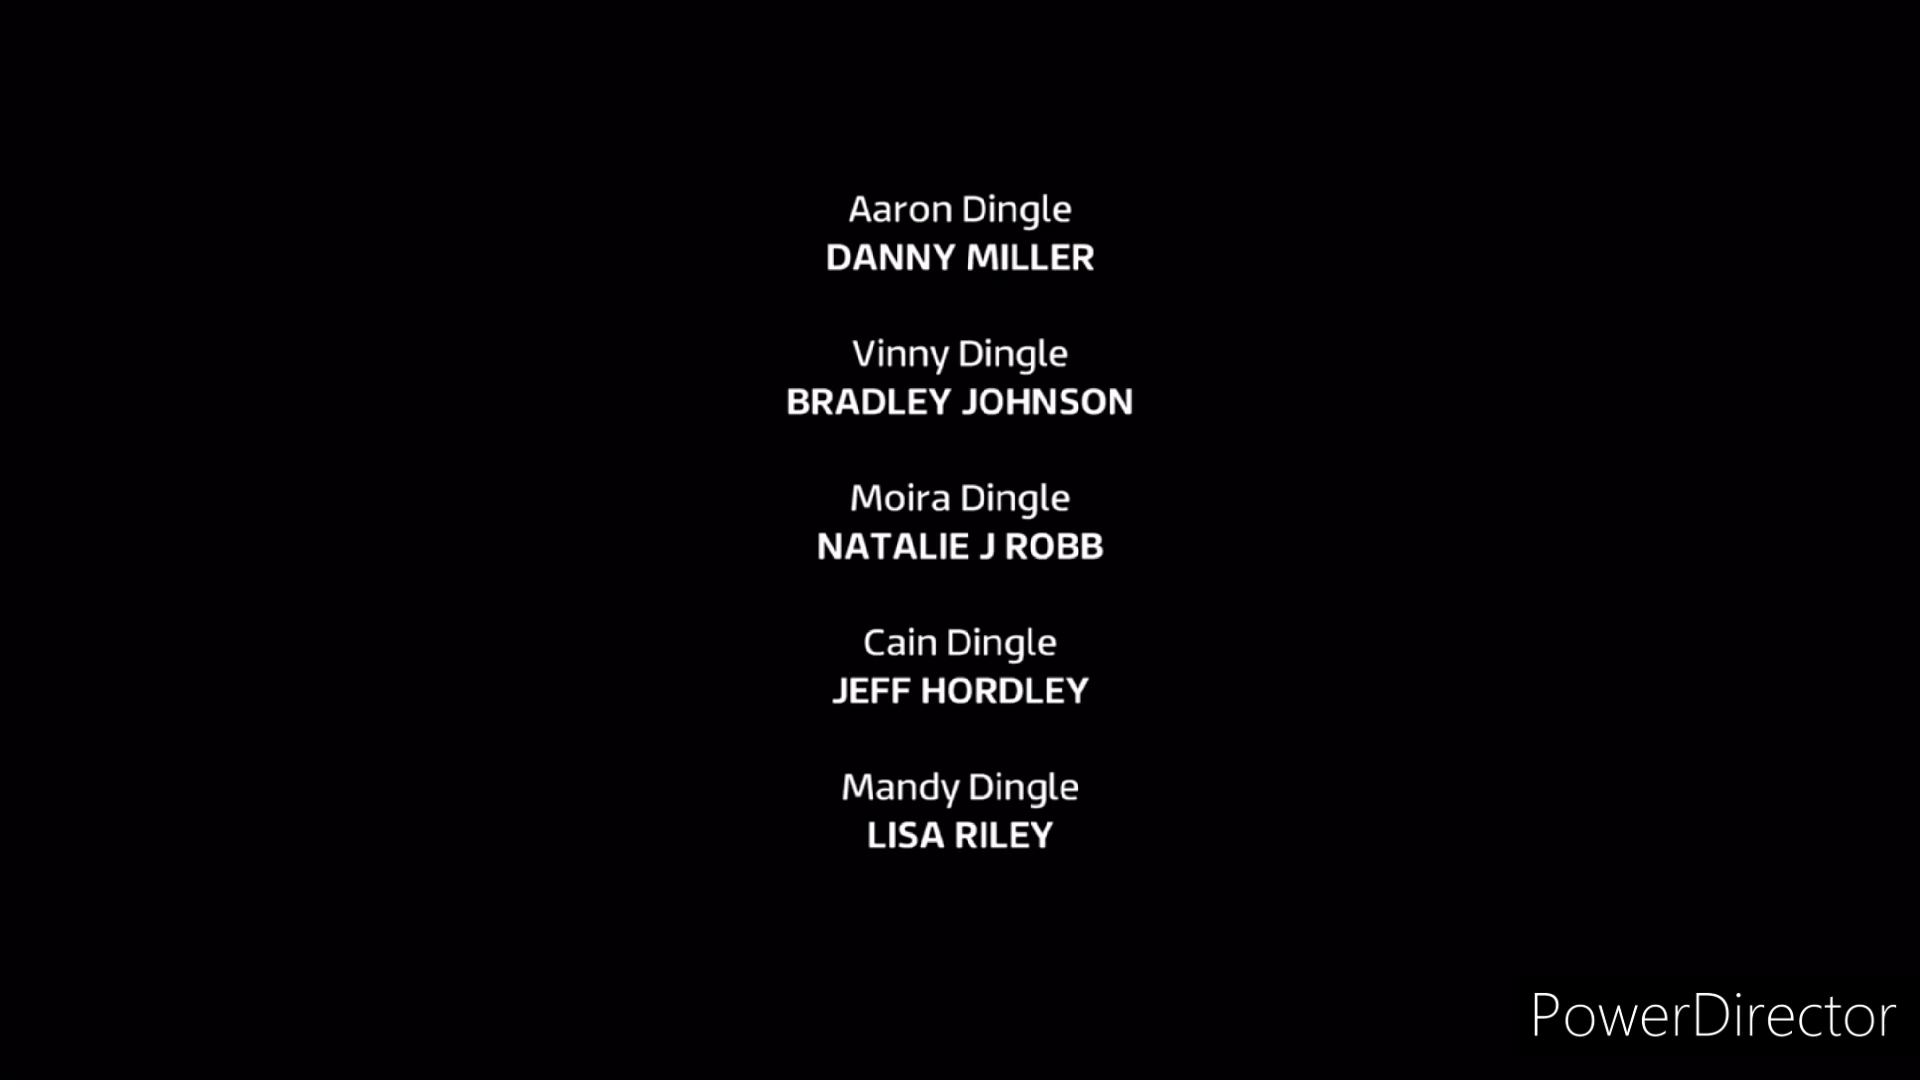 Aaron Dingle
DANNY MILLER
Vinny Dingle
BRADLEY JOHNSON
Moira Dingle
NATALIE J ROBB
Cain Dingle
JEFF HORDLEY
Mandy Dingle
LISA RILEY
PowerDirector